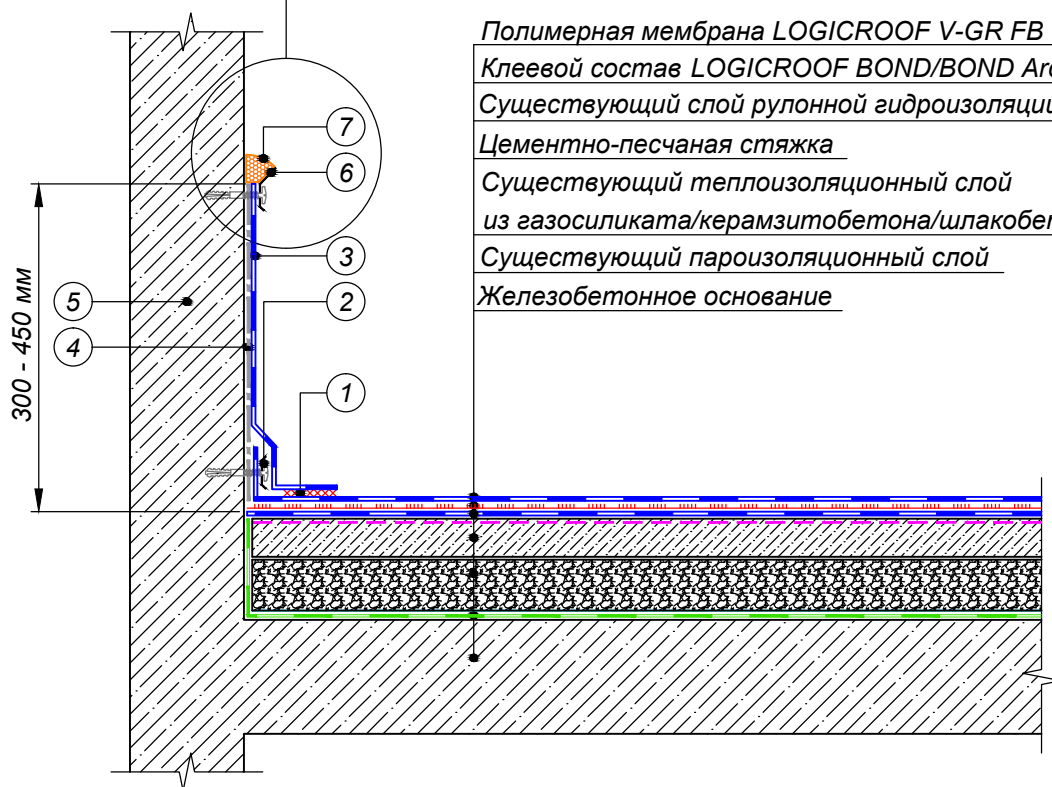 Полимерная мембрана LOGICROOF V-GR FB
Клеевой состав LOGICROOF BOND/BOND
Существующий слой рулонной гидроизоляции
Цементно-песчаная стяжка
Существующий теплоизоляционный слой
из газосиликата/керамзитобетона/
Существующий пароизоляционный слой
Железобетонное основание
7
6
3
2
1
5
4
300 - 450 мм